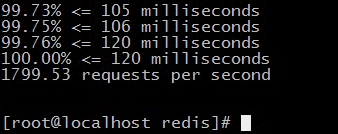 99.73% <= 105 milliseconds
99.75% <= 106 milliseconds
99.76% <= 120 milliseconds
100.00% <= 120 milliseconds
1799.53 requests per second
[root@localhost redis]#